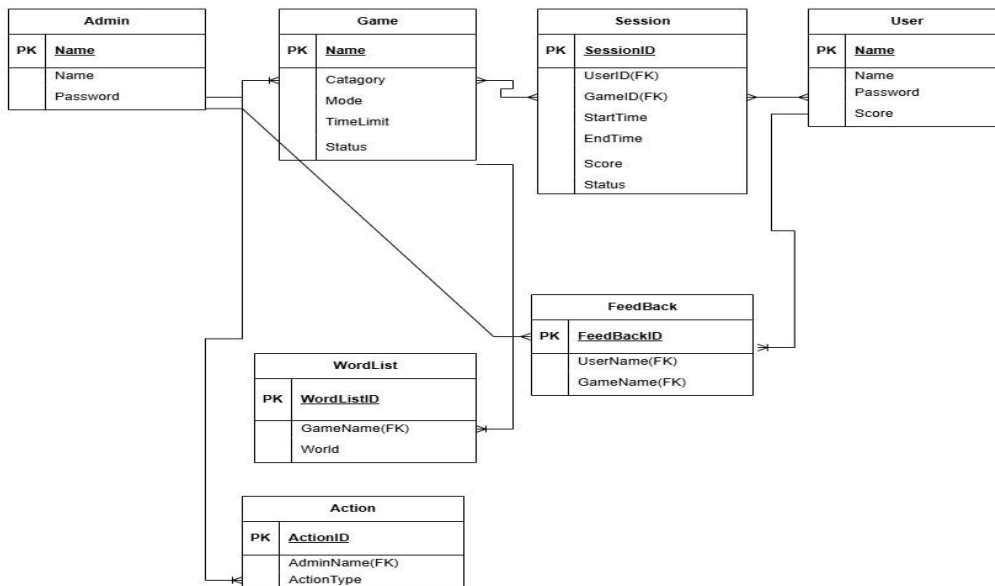 Admin
PK Name
Name
Password
Game
PK Name
Catagory
Mode
TimeLimit
Status
Session
PK SessionID
UserID(FK)
GameID(FK)
StartTime
EndTime
Score
Status
User
PK Name
Name
Password
Score
FeedBack
PK FeedBackID
UserName(FK)
GameName(FK)
WordList
PK WordListID
GameName(FK)
World
Action
PK ActionID
AdminName(FK)
ActionType